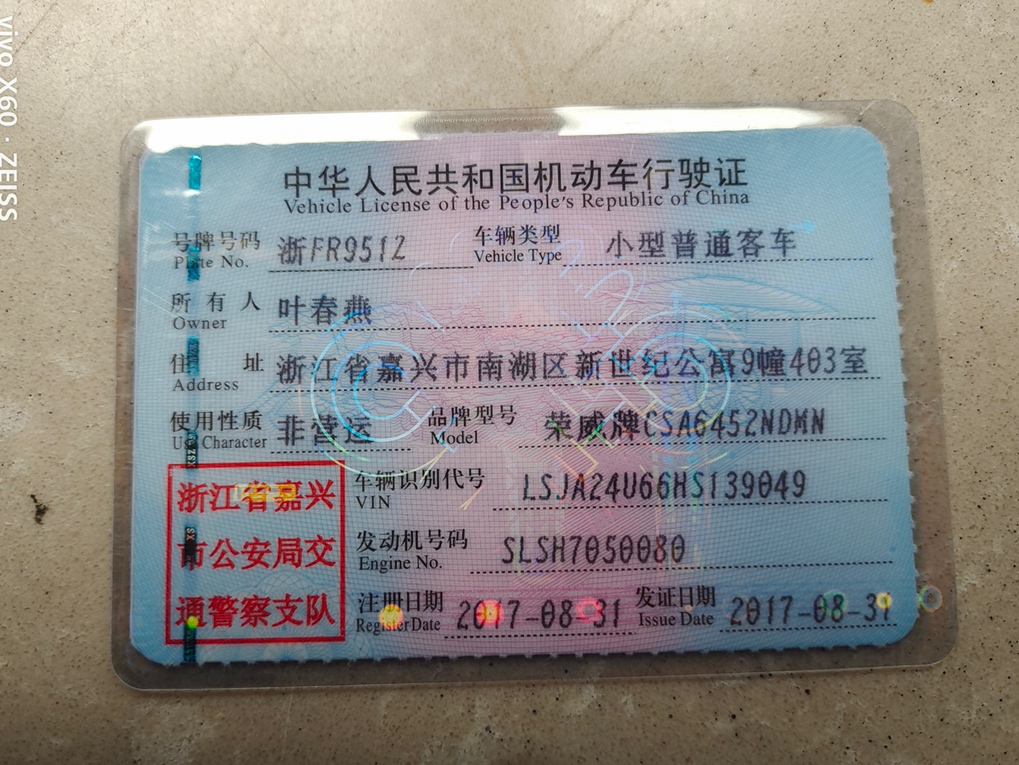 中华人民共和国机动车行驶证
Vehicle License of the People's Republic of China
号牌号码 浙FR9512 车辆类型 小型普通客车
Plate No. Vehicle Type
所有人 叶春燕
Owner
住址 浙江省嘉兴市南湖区新世纪公寓9幢403室
Address
使用性质 非营运 品牌型号 荣威牌CSA6452NDMN
Use Character Model
浙江省嘉兴
市公安局交
通警察支队
车辆识别代号 LSJA24U66HS139049
VIN
发动机号码 SLSH7050080
Engine No.
注册日期 2017-08-31 发证日期 2017-08-31
Register Date Issue Date
vivo X60 · ZEISS